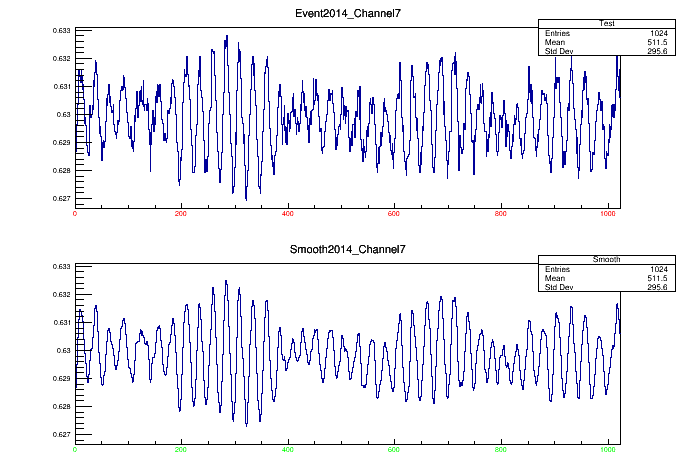 Event2014_Channel7
Test
Entries 1024
Mean 511.5
Std Dev 295.6
0.633
0.632
0.631
0.63
0.629
0.628
0.627
0 200 400 600 800 1000
Smooth2014_Channel7
Smooth
Entries 1024
Mean 511.5
Std Dev 295.6
0.633
0.632
0.631
0.63
0.629
0.628
0.627
0 200 400 600 800 1000